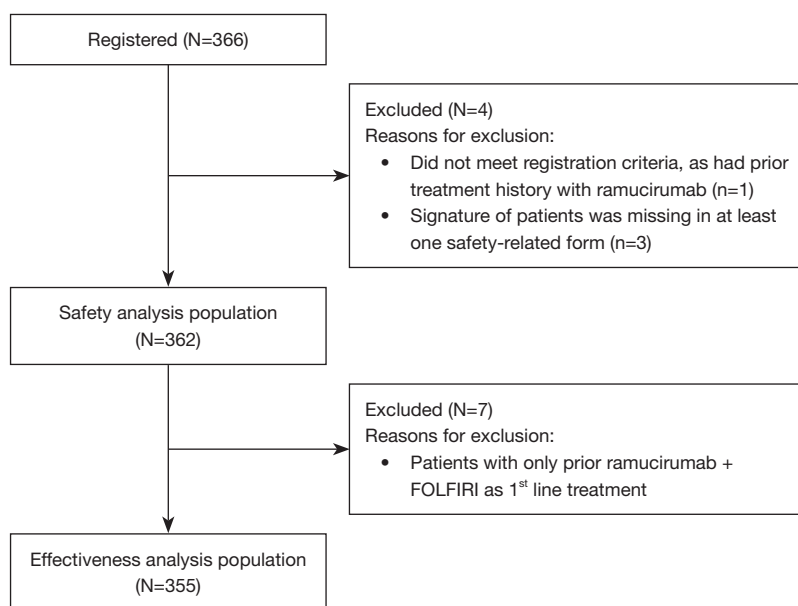 Registered (N=366)
Excluded (N=4)
Reasons for exclusion:
• Did not meet registration criteria, as had prior
treatment history with ramucirumab (n=1)
• Signature of patients was missing in at least
one safety-related form (n=3)
Safety analysis population
(N=362)
Excluded (N=7)
Reasons for exclusion:
• Patients with only prior ramucirumab +
FOLFIRI as 1st line treatment
Effectiveness analysis population
(N=355)